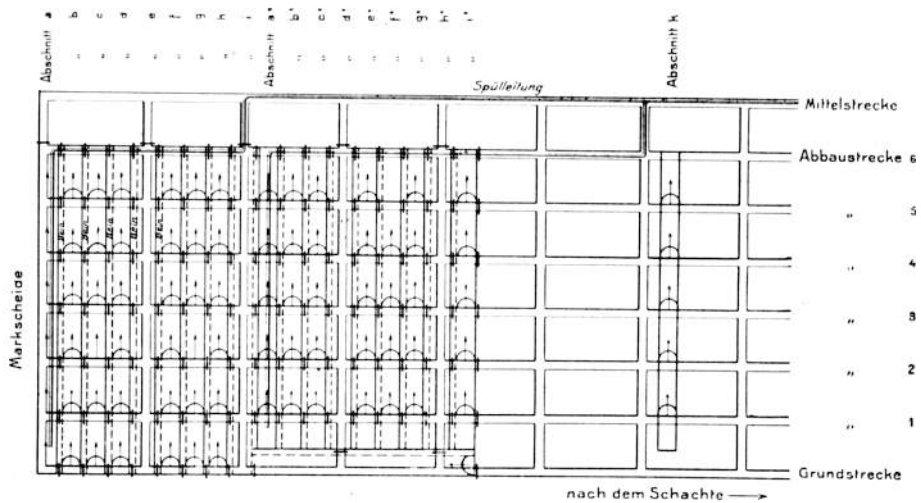 Abschnitt a
" b
" c
" d
" e
" f
" g
" h
" i
Abschnitt a'
" b'
" c'
" d'
" e'
" f'
" g'
" h'
" i'
Abschnitt k
Spülleitung
Mittelstrecke
Abbaustrecke 6
" 5
" 4
" 3
" 2
" 1
Grundstrecke
Markscheide
nach dem Schachte